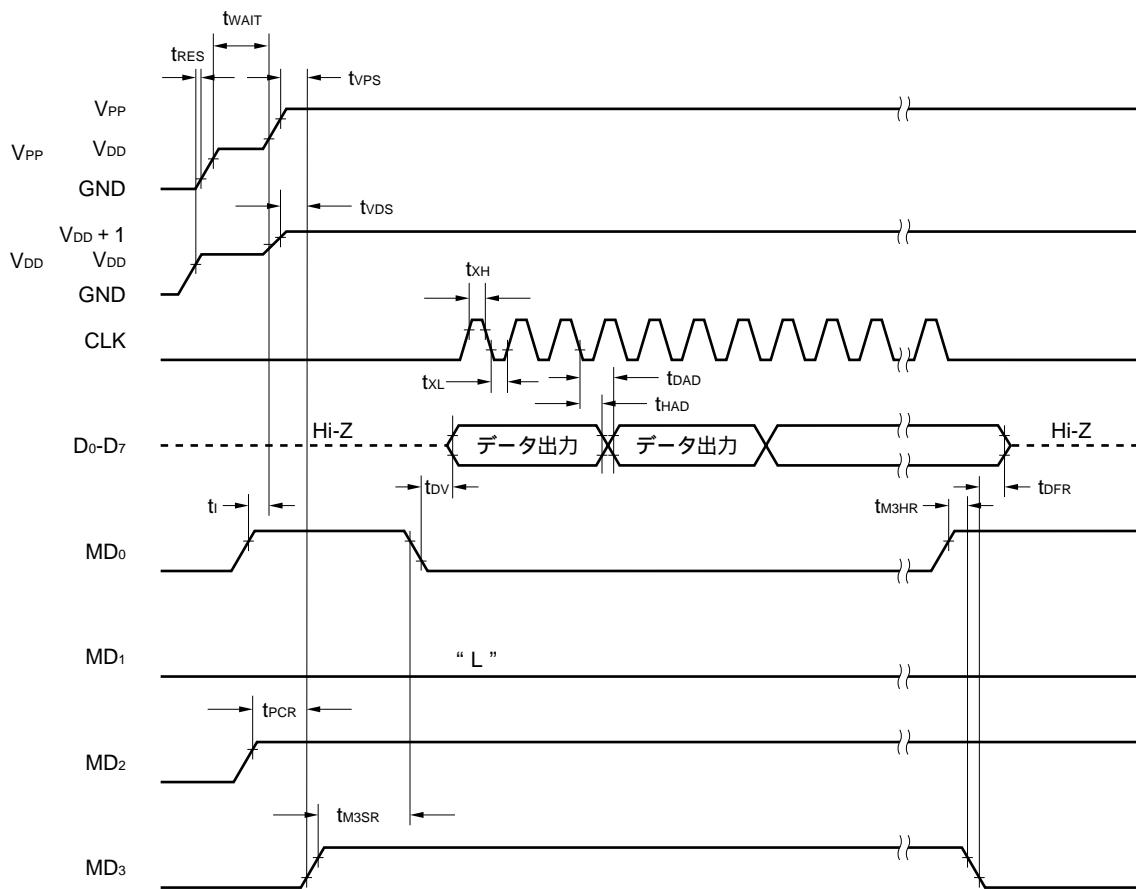 tWAIT
tRES
tVPS
VPP
VPP VDD
GND
tVDS
VDD + 1
VDD VDD
GND
tXH
CLK
tXL
tDAD
tHAD
Hi-Z
D0-D7
データ出力 データ出力
Hi-Z
tDV
tDFR
tI
tM3HR
MD0
MD1
“ L ”
tPCR
MD2
tM3SR
MD3